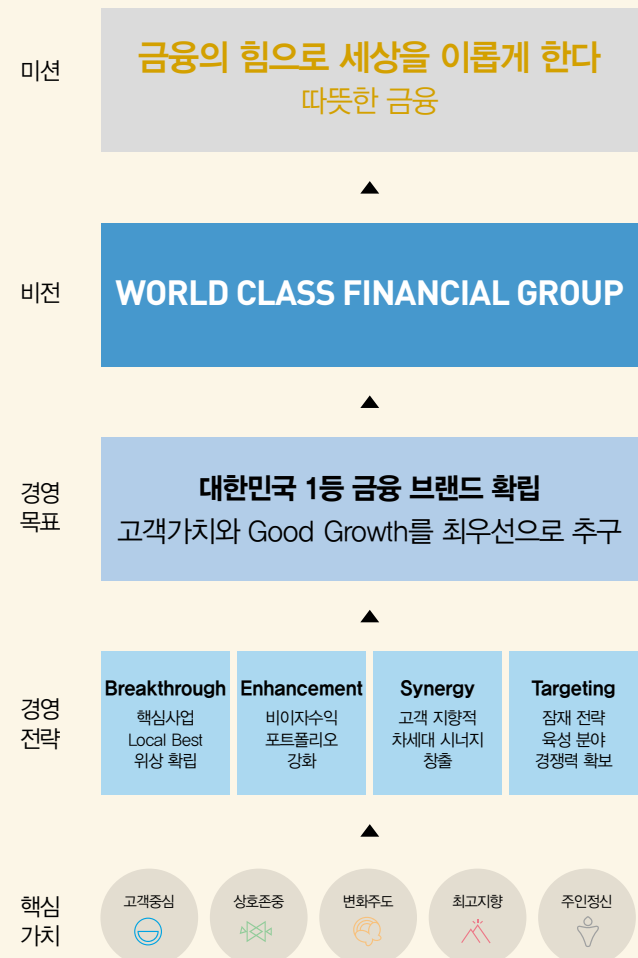 미션
금융의 힘으로 세상을 이롭게 한다
따뜻한 금융
비전
WORLD CLASS FINANCIAL GROUP
경영
목표
대한민국 1등 금융 브랜드 확립
고객가치와 Good Growth를 최우선으로 추구
경영
전략
Breakthrough
핵심사업
Local Best
위상 확립
Enhancement
비이자수익
포트폴리오
강화
Synergy
고객 지향적
차세대 시너지
창출
Targeting
잠재 전략
육성 분야
경쟁력 확보
핵심
가치
고객중심
상호존중
변화주도
최고지향
주인정신